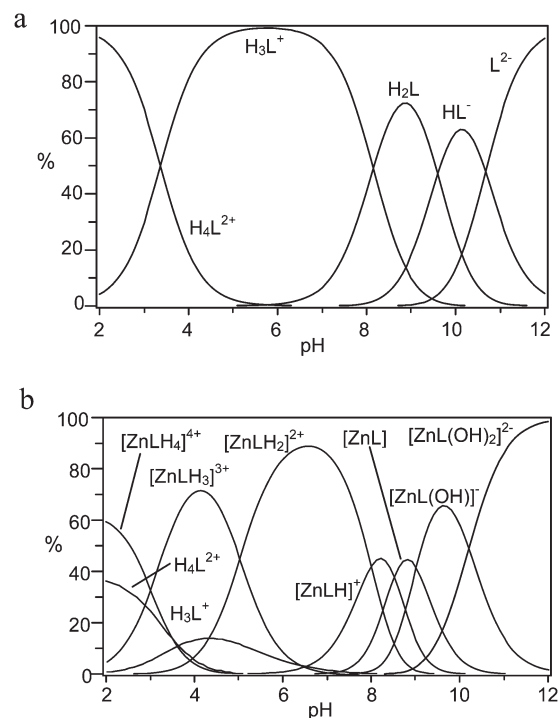 a
100
80
60
%
40
20
0
H₃L⁺
L²⁻
H₂L
HL⁻
H₄L²⁺
2 4 6 8 10 12
pH
b
100
80
60
%
40
20
0
[ZnLH₄]⁴⁺
[ZnLH₂]²⁺
[ZnL]
[ZnL(OH)₂]²⁻
[ZnLH₃]³⁺
[ZnL(OH)]⁻
H₄L²⁺
[ZnLH]⁺
H₃L⁺
2 4 6 8 10 12
pH